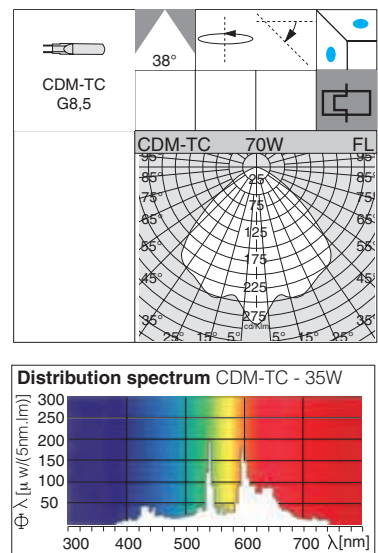 38°
CDM-TC
G8,5
CDM-TC 70W FL
95° 95°
85° 25 85°
75° 75 75°
65° 125 65°
55° 175 55°
45° 225 45°
35° 275 35°
cd/Klm
25° 15° 5° 5° 15° 25°
Distribution spectrum CDM-TC - 35W
Φ λ [μ w/(5nm.lm)]
300
250
200
150
100
50
300 400 500 600 700 λ[nm]